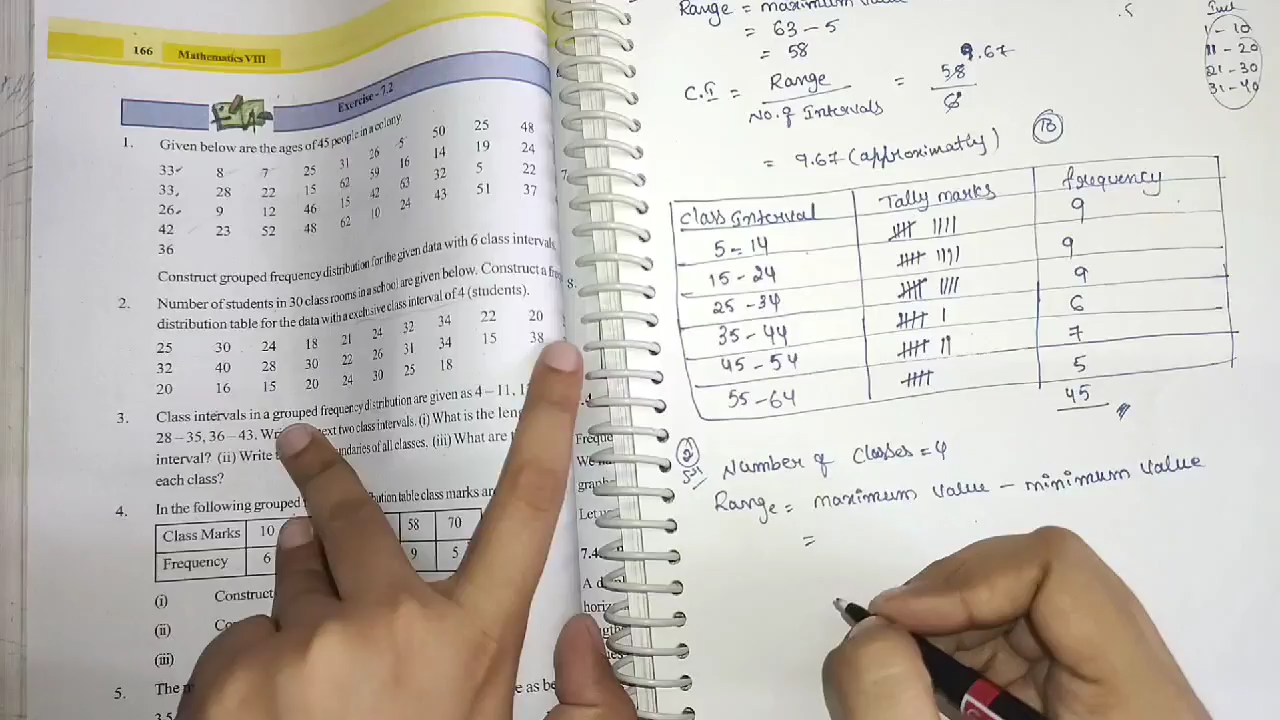 166 Mathematics VIII
Exercise - 7.2
1. Given below are the ages of 45 people in a colony.
33 8 7 25 31 26 5 50 25 48
33, 28 22 15 62 59 16 14 19 24
26 9 12 46 15 42 63 32 5 22
42 23 52 48 62 10 24 43 51 37
36
Construct grouped frequency distribution for the given data with 6 class intervals
2. Number of students in 30 class rooms in a school are given below. Construct a
distribution table for the data with a exclusive class interval of 4 (students).
25 30 24 18 21 24 32 34 22 20
32 40 28 30 22 26 31 34 15 38
20 16 15 20 24 30 25 18
3. Class intervals in a grouped frequency distribution are given as 4 – 11,
28 – 35, 36 – 43. next two class intervals. (i) What is the
interval? (ii) Write boundaries of all classes. (iii) What are
each class?
4. In the following grouped table class marks
Class Marks 10 58 70
Frequency 6 9 5
(i)
(ii)
(iii)
5. The
7.
8.
We
Let
7.4
A
horiz
Range =
= 63 - 5
= 58
C.I = Range / No. of Intervals = 58 / 6 9.67
= 9.67 (approximatly)
1 - 10
11 - 20
21 - 30
31 - 40
Class Interval Tally marks frequency
5 - 14 𝍸 |||| 9
15 - 24 𝍸 |||| 9
25 - 34 𝍸 |||| 9
35 - 44 𝍸 | 6
45 - 54 𝍸 || 7
55 - 64 𝍸 5
45
2 Number of Classes = 4
Range = maximum value - minimum value
=